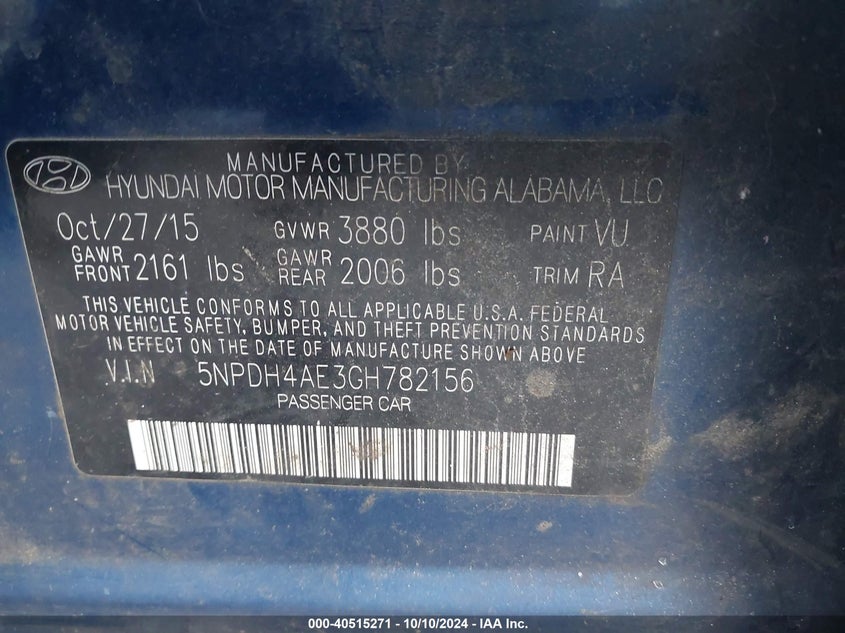 MANUFACTURED BY
HYUNDAI MOTOR MANUFACTURING ALABAMA, LLC
Oct/27/15 GVWR 3880 lbs PAINT VU
GAWR FRONT 2161 lbs GAWR REAR 2006 lbs TRIM RA
THIS VEHICLE CONFORMS TO ALL APPLICABLE U.S.A. FEDERAL
MOTOR VEHICLE SAFETY, BUMPER, AND THEFT PREVENTION STANDARDS
IN EFFECT ON THE DATE OF MANUFACTURE SHOWN ABOVE
V.I.N 5NPDH4AE3GH782156
PASSENGER CAR
000-40515271 - 10/10/2024 - IAA Inc.